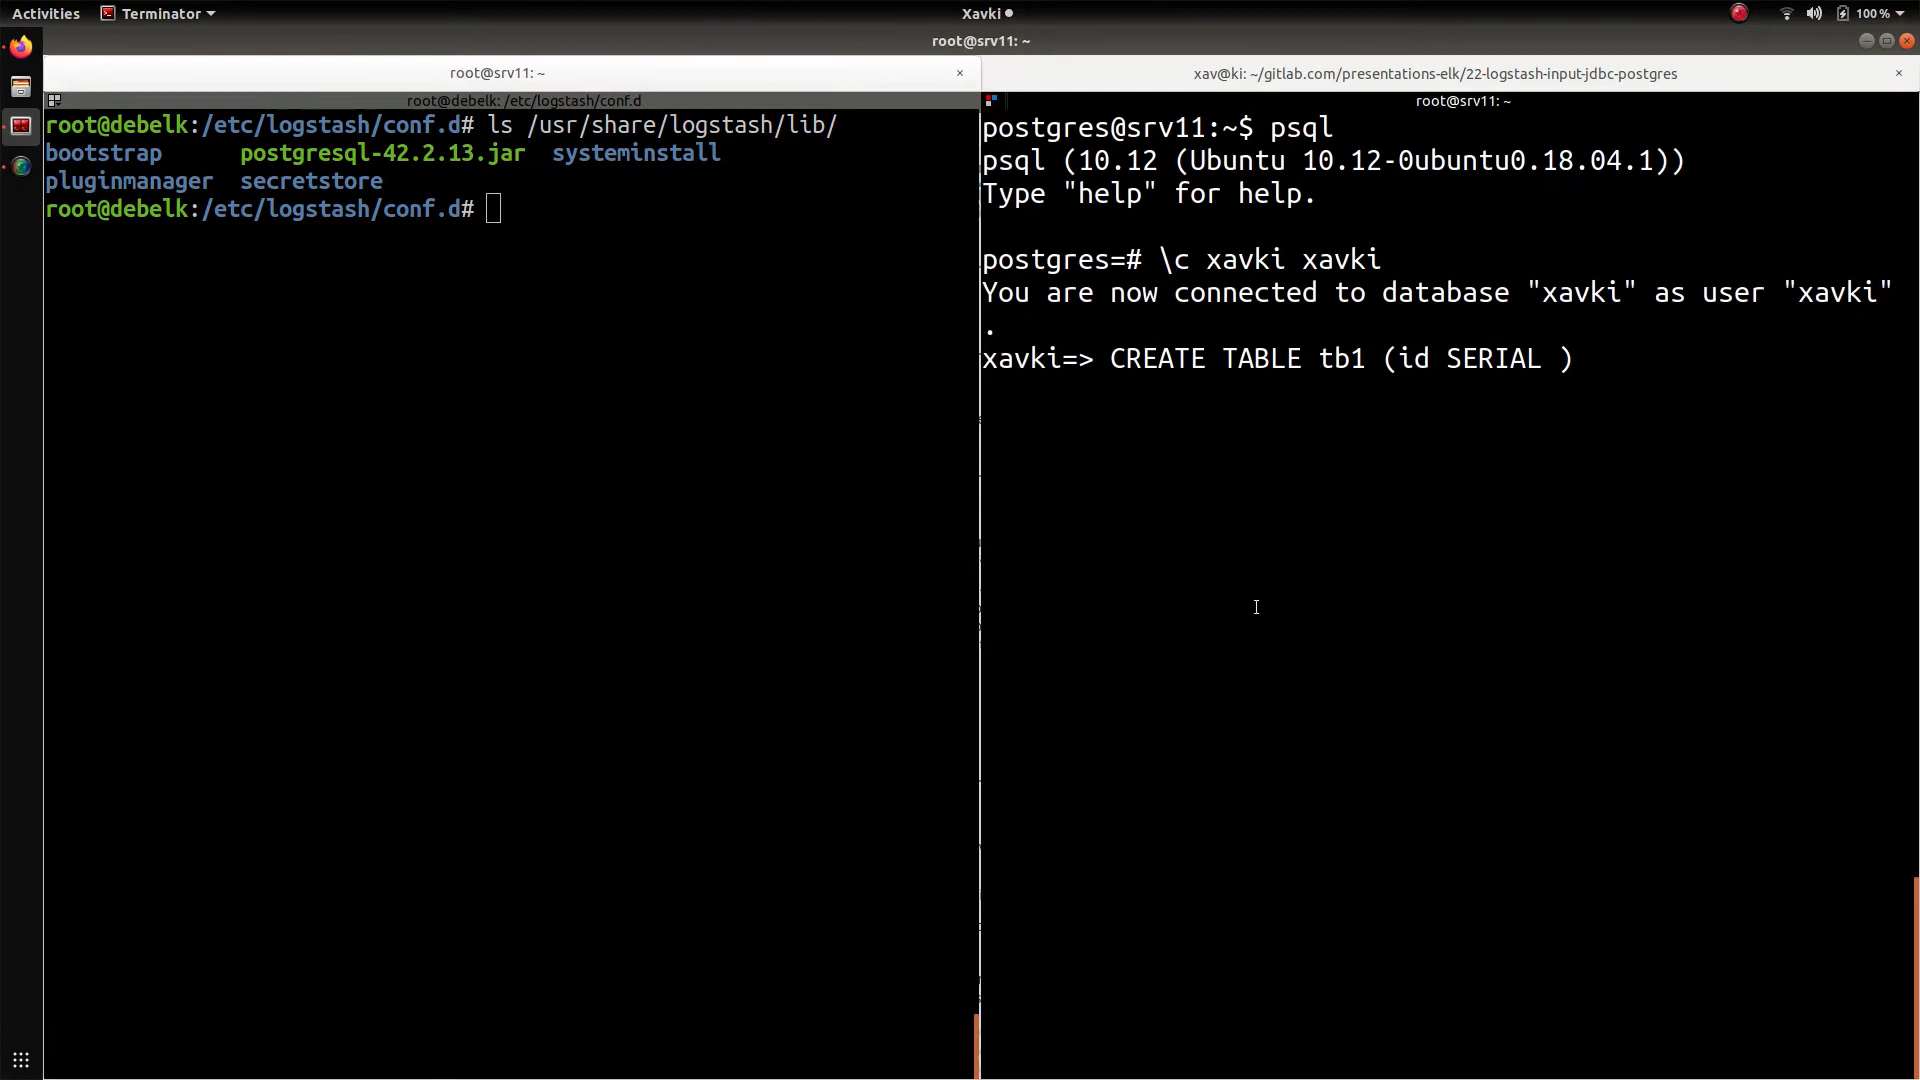 Activities Terminator Xavki 100 %
root@srv11: ~
root@srv11: ~ × xav@ki: ~/gitlab.com/presentations-elk/22-logstash-input-jdbc-postgres ×
root@debelk: /etc/logstash/conf.d
root@debelk:/etc/logstash/conf.d# ls /usr/share/logstash/lib/
bootstrap postgresql-42.2.13.jar systeminstall
pluginmanager secretstore
root@debelk:/etc/logstash/conf.d#
root@srv11: ~
postgres@srv11:~$ psql
psql (10.12 (Ubuntu 10.12-0ubuntu0.18.04.1))
Type "help" for help.
postgres=# \c xavki xavki
You are now connected to database "xavki" as user "xavki"
.
xavki=> CREATE TABLE tb1 (id SERIAL )